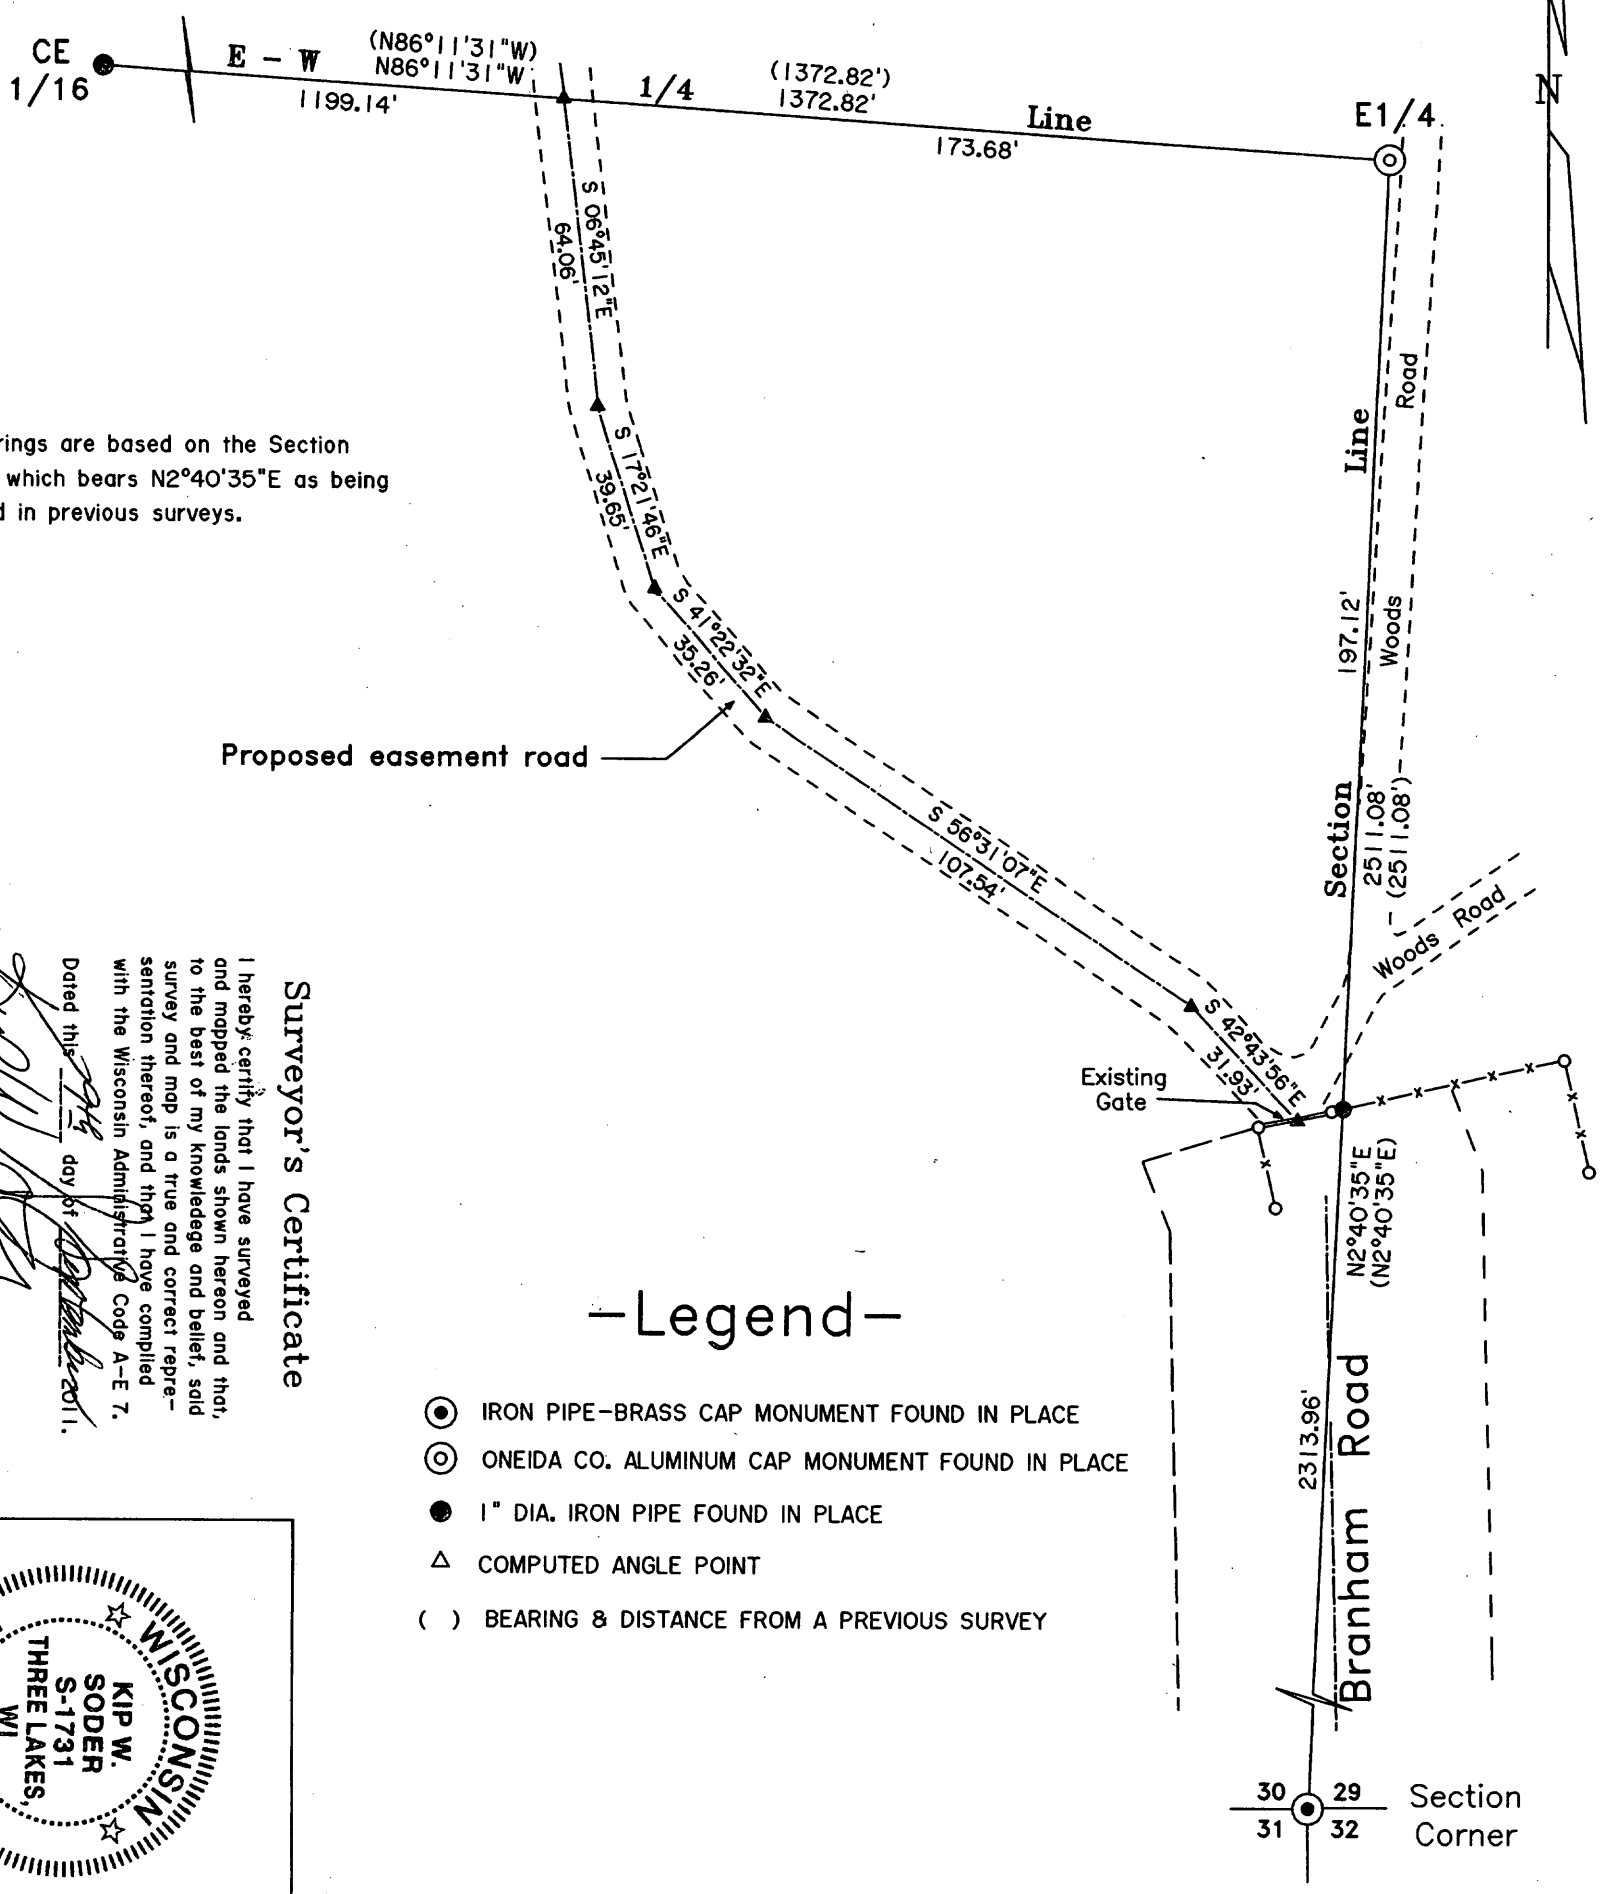 CE
1/16
E - W
(N86°11'31"W)
N86°11'31"W
1199.14'
1/4
(1372.82')
1372.82'
Line
173.68'
E1/4
N
S 06°45'12"E
64.06'
S 17°21'46"E
39.65'
S 41°22'32"E
35.26'
Proposed easement road
S 56°31'07"E
107.54'
S 42°43'56"E
31.93'
Existing
Gate
Road
Woods
Line
197.12'
Section
2511.08'
(2511.08')
Woods Road
N2°40'35"E
(N2°40'35"E)
2313.96'
Branham Road
30 29
31 32
Section
Corner
rings are based on the Section
which bears N2°40'35"E as being
d in previous surveys.
Surveyor's Certificate
I hereby certify that I have surveyed
and mapped the lands shown hereon and that,
to the best of my knowledege and belief, said
survey and map is a true and correct repre-
sentation thereof, and that I have complied
with the Wisconsin Administrative Code A-E 7.
Dated this day of September 2011.
-Legend-
IRON PIPE-BRASS CAP MONUMENT FOUND IN PLACE
ONEIDA CO. ALUMINUM CAP MONUMENT FOUND IN PLACE
1" DIA. IRON PIPE FOUND IN PLACE
COMPUTED ANGLE POINT
( ) BEARING & DISTANCE FROM A PREVIOUS SURVEY
WISCONSIN
KIP W.
SODER
S-1731
THREE LAKES,
WI